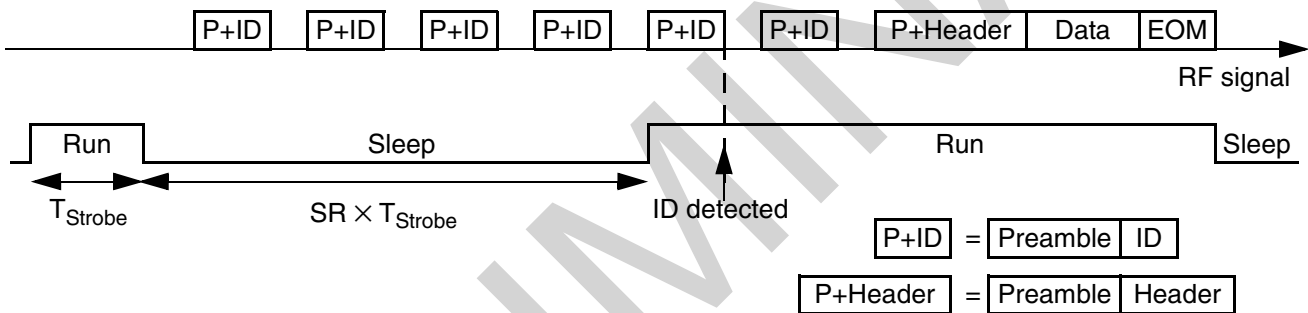 P+ID P+ID P+ID P+ID P+ID P+ID P+Header Data EOM
RF signal
Run Sleep Run Sleep
TStrobe SR × TStrobe ID detected
P+ID = Preamble ID
P+Header = Preamble Header